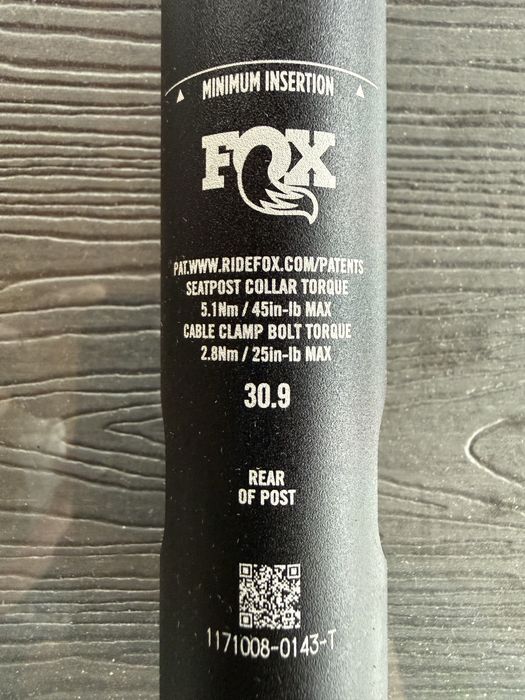 MINIMUM INSERTION
FOX
PAT.WWW.RIDEFOX.COM/PATENTS
SEATPOST COLLAR TORQUE
5.1Nm / 45in-lb MAX
CABLE CLAMP BOLT TORQUE
2.8Nm / 25in-lb MAX
30.9
REAR
OF POST
1171008-0143-T